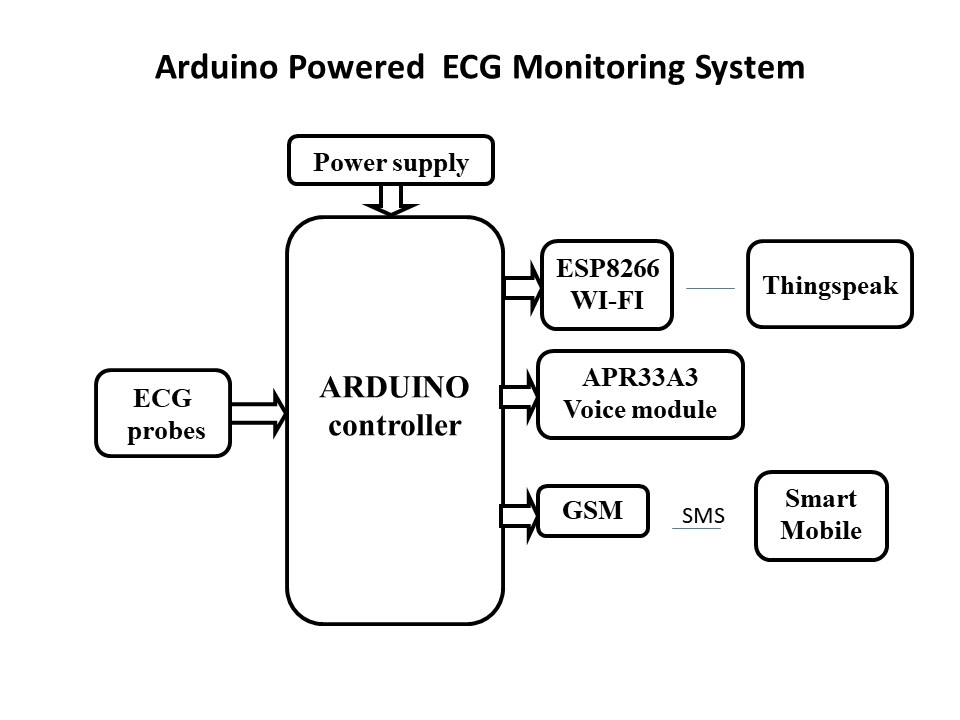 Arduino Powered  ECG Monitoring System
Power supply
ESP8266
WI-FI
Thingspeak
ECG
probes
ARDUINO
controller
APR33A3
Voice module
GSM
SMS
Smart
Mobile